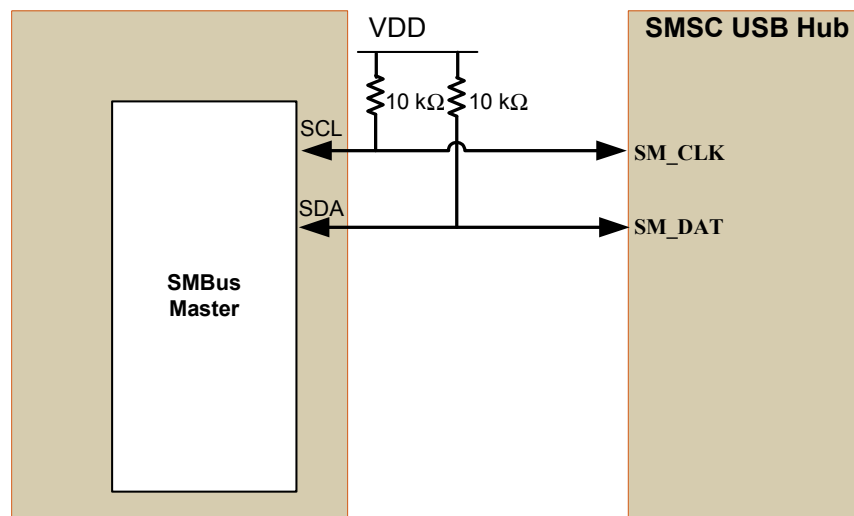 VDD
SMSC USB Hub
10 kΩ
10 kΩ
SCL
SM_CLK
SDA
SM_DAT
SMBus
Master